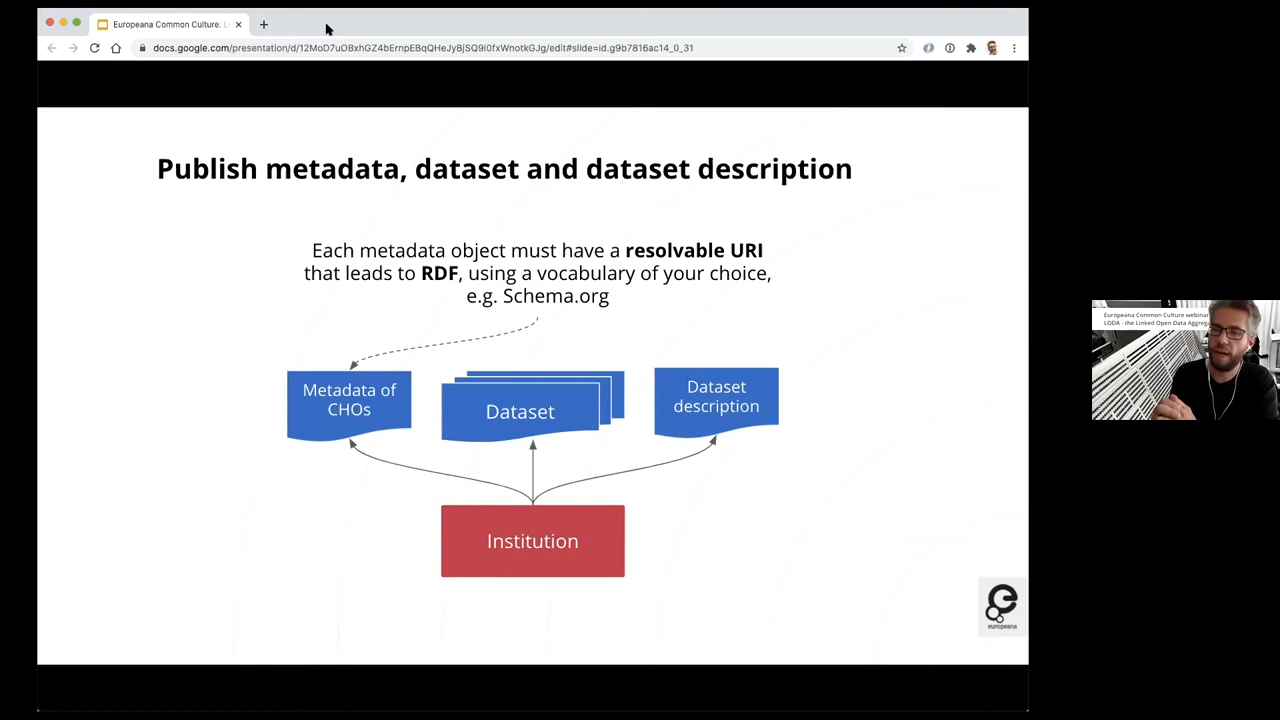 Europeana Common Culture: L
docs.google.com/presentation/d/12MoD7uOBxhGZ4bErnpEBqQHeJyBjSQ9i0fxWnotkGJg/edit#slide=id.g9b7816ac14_0_31
Publish metadata, dataset and dataset description
Each metadata object must have a resolvable URI
that leads to RDF, using a vocabulary of your choice,
e.g. Schema.org
Metadata of
CHOs
Dataset
Dataset
description
Institution
europeana
Europeana Common Culture webinar
LODA - the Linked Open Data Aggreg